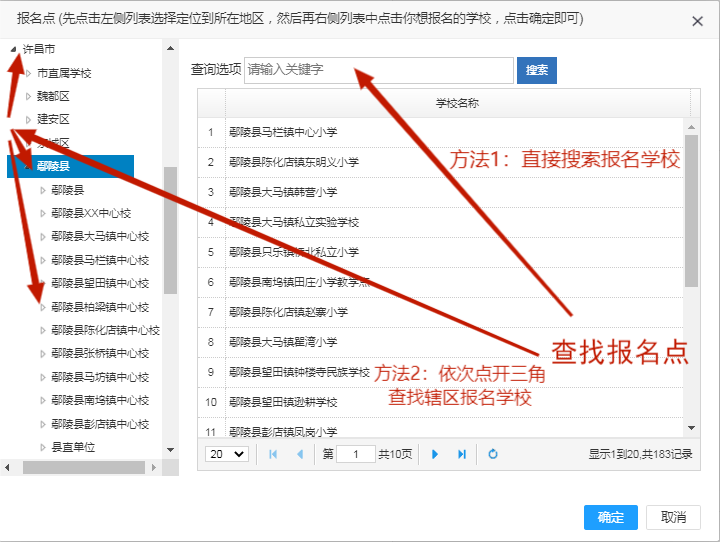 报名点 (先点击左侧列表选择定位到所在地区，然后再右侧列表中点击你想报名的学校，点击确定即可)
许昌市
市直属学校
魏都区
建安区
东城区
鄢陵县
鄢陵县
鄢陵县XX中心校
鄢陵县大马镇中心校
鄢陵县马栏镇中心校
鄢陵县望田镇中心校
鄢陵县柏梁镇中心校
鄢陵县陈化店镇中心校
鄢陵县张桥镇中心校
鄢陵县马坊镇中心校
鄢陵县南坞镇中心校
鄢陵县彭店镇中心校
县直单位
查询选项 请输入关键字 搜索
学校名称
1 鄢陵县马栏镇中心小学
2 鄢陵县陈化店镇东明义小学
3 鄢陵县大马镇韩营小学
4 鄢陵县大马镇私立实验学校
5 鄢陵县只乐镇桥北私立小学
6 鄢陵县南坞镇田庄小学教学点
7 鄢陵县陈化店镇赵寨小学
8 鄢陵县大马镇翟湾小学
9 鄢陵县望田镇钟楼寺民族学校
10 鄢陵县望田镇逊耕学校
11 鄢陵县彭店镇凤岗小学
方法1：直接搜索报名学校
查找报名点
方法2：依次点开三角
查找辖区报名学校
20 第 1 共10页 显示1到20,共183记录
确定 取消